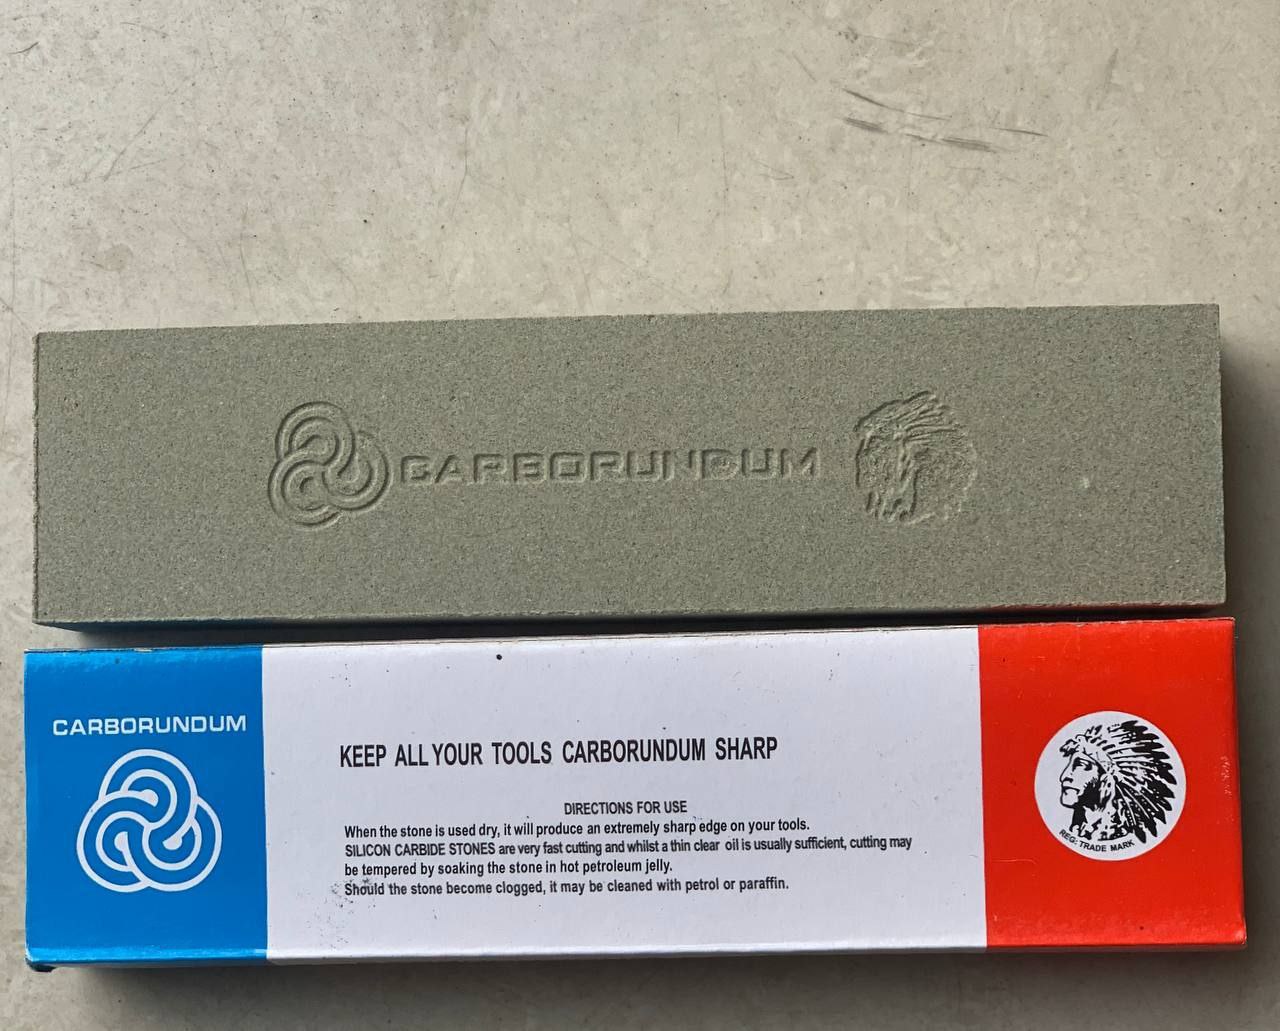 CARBORUNDUM
CARBORUNDUM
KEEP ALL YOUR TOOLS CARBORUNDUM SHARP
DIRECTIONS FOR USE
When the stone is used dry, it will produce an extremely sharp edge on your tools.
SILICON CARBIDE STONES are very fast cutting and whilst a thin clear oil is usually sufficient, cutting may
be tempered by soaking the stone in hot petroleum jelly.
Should the stone become clogged, it may be cleaned with petrol or paraffin.
REG. TRADE MARK